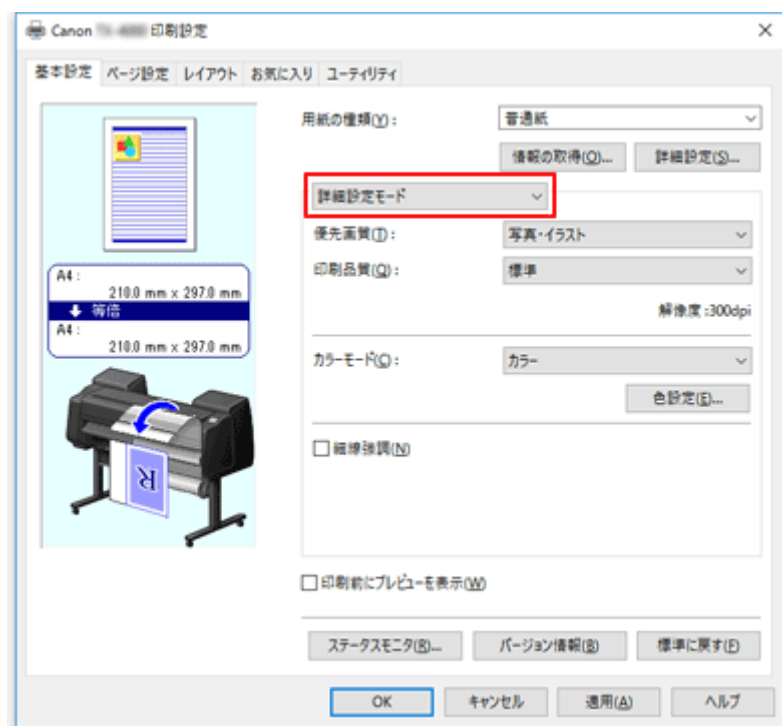 Canon 印刷設定
基本設定 ページ設定 レイアウト お気に入り ユーティリティ
用紙の種類(Y): 普通紙
情報の取得(O)... 詳細設定(S)...
詳細設定モード
優先画質(T): 写真・イラスト
印刷品質(Q): 標準
解像度:300dpi
カラーモード(C): カラー
色設定(E)...
細線強調(N)
A4:
210.0 mm x 297.0 mm
等倍
A4:
210.0 mm x 297.0 mm
R
印刷前にプレビューを表示(W)
ステータスモニタ(R)... バージョン情報(B) 標準に戻す(F)
OK キャンセル 適用(A) ヘルプ